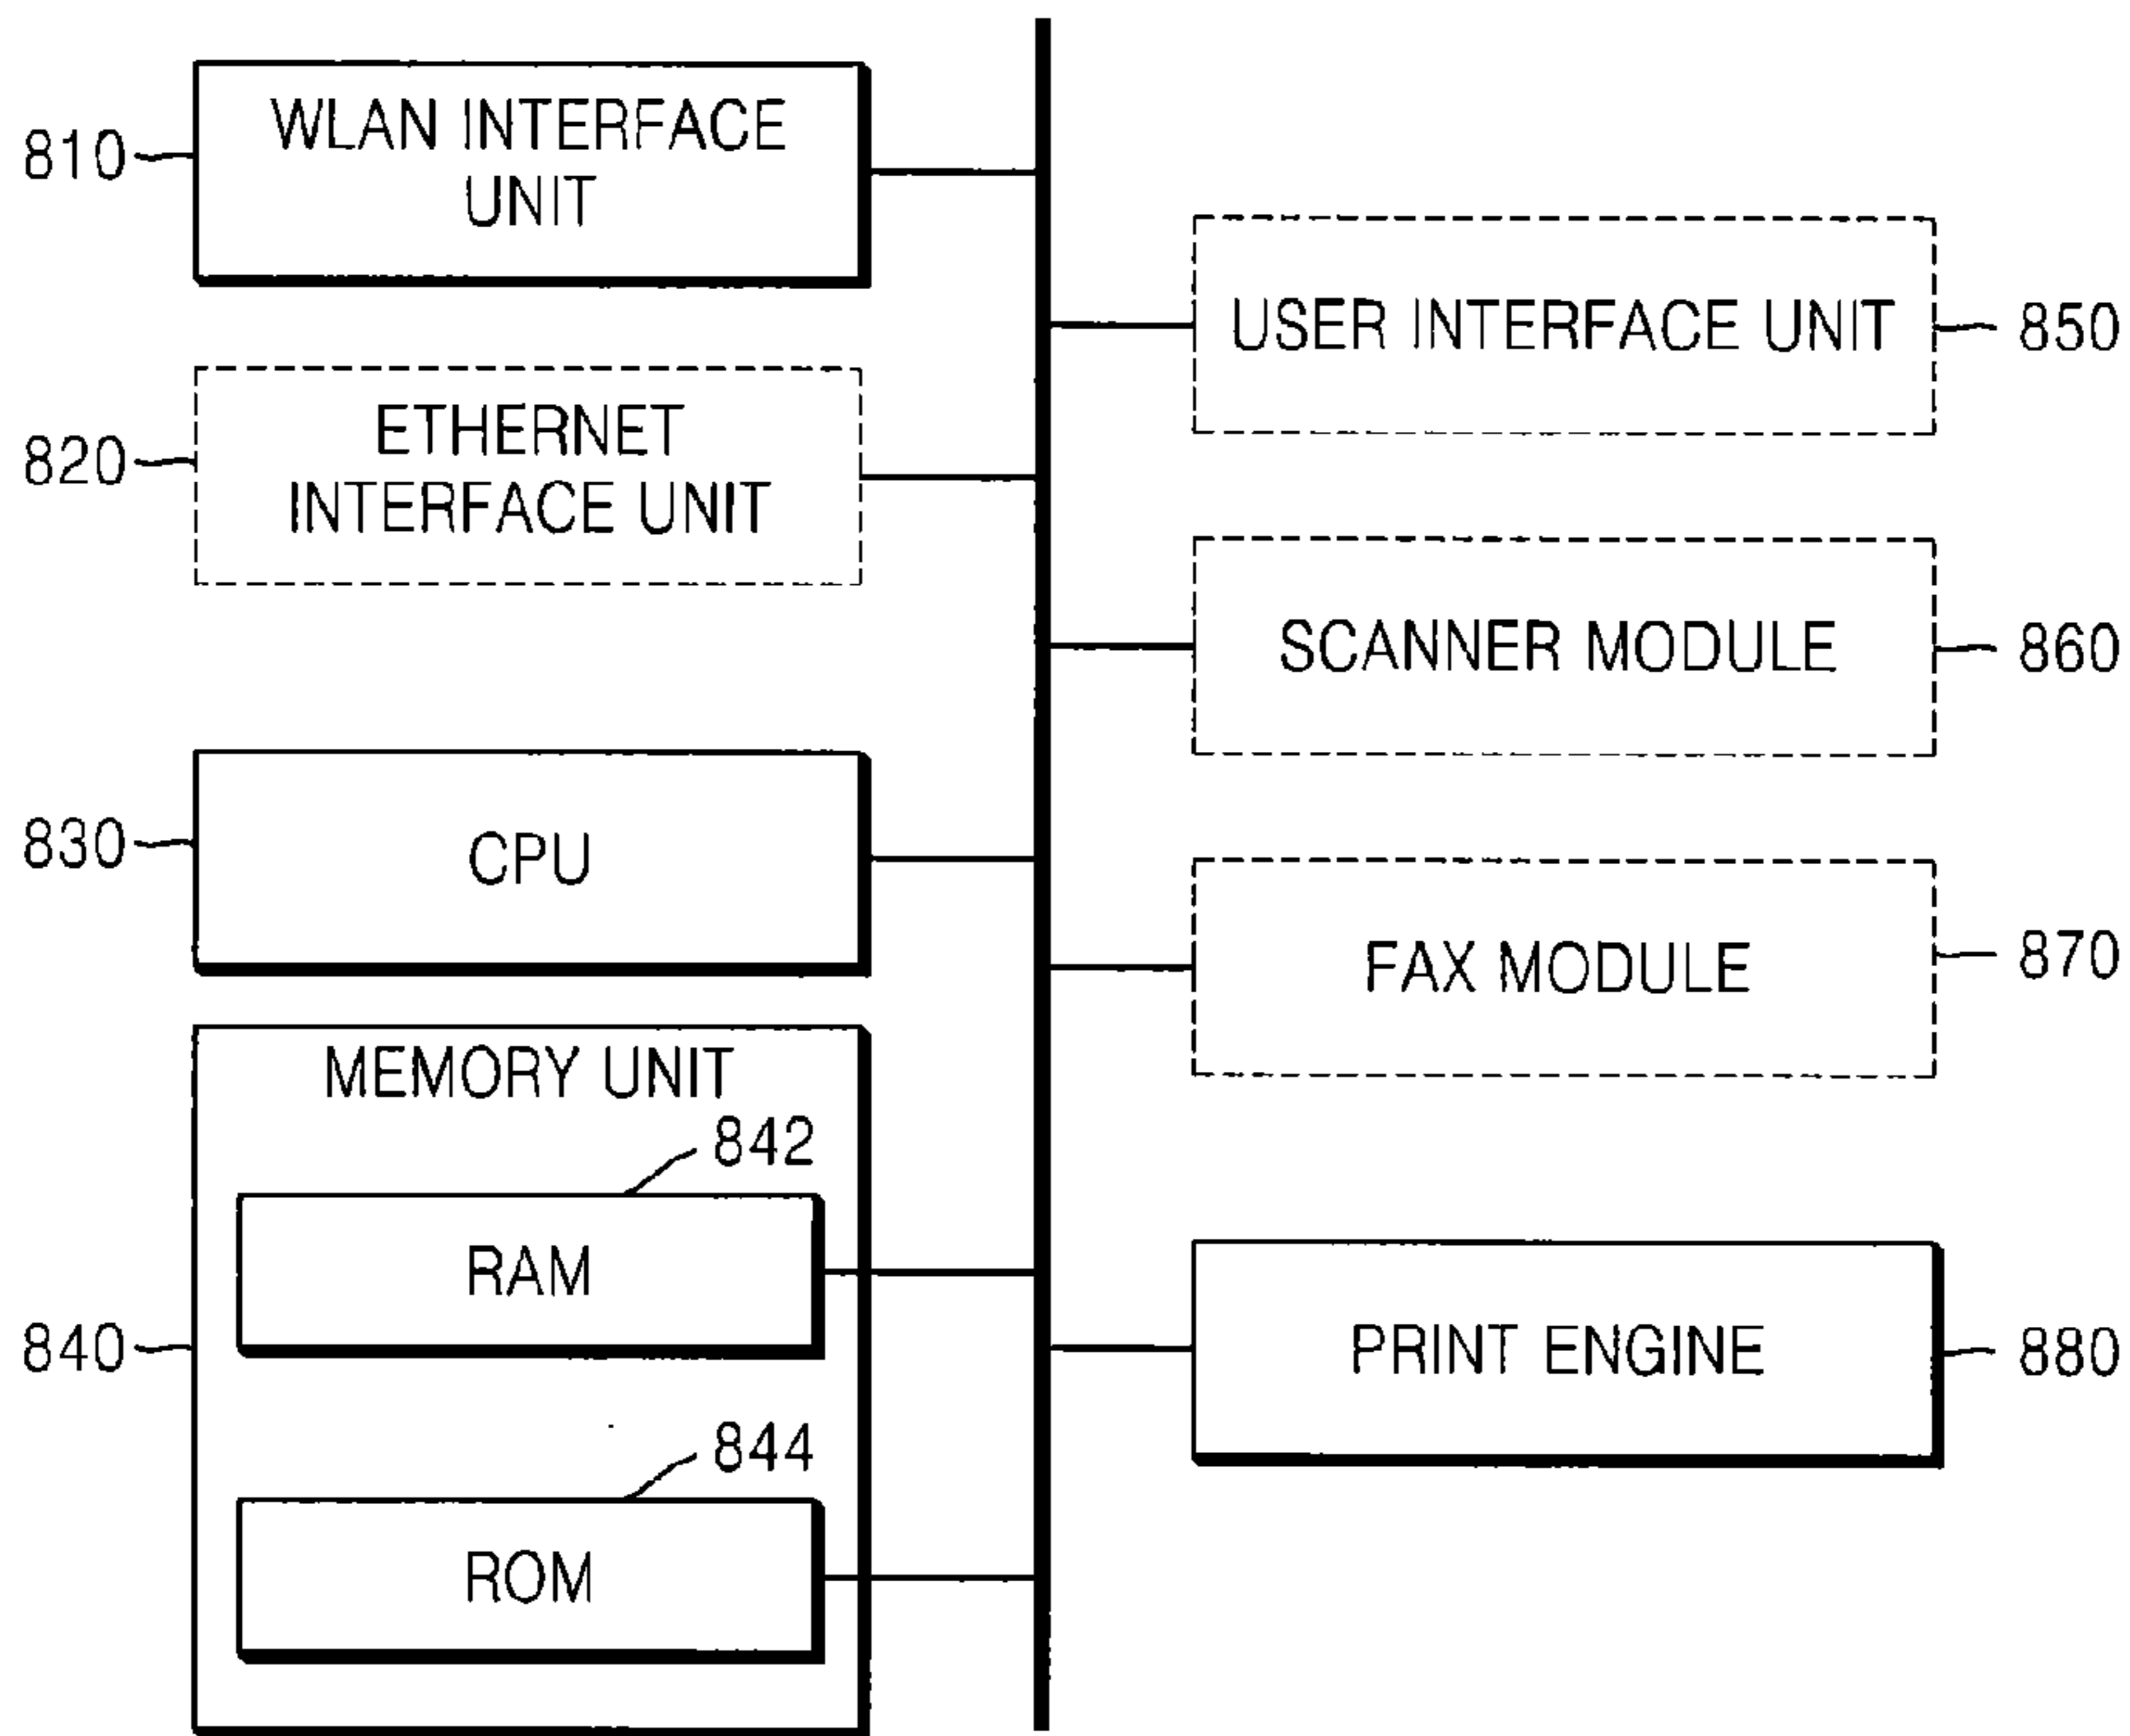 810
WLAN INTERFACE
UNIT
820
ETHERNET
INTERFACE UNIT
830
CPU
840
MEMORY UNIT
842
RAM
844
ROM
USER INTERFACE UNIT
850
SCANNER MODULE
860
FAX MODULE
870
PRINT ENGINE
880